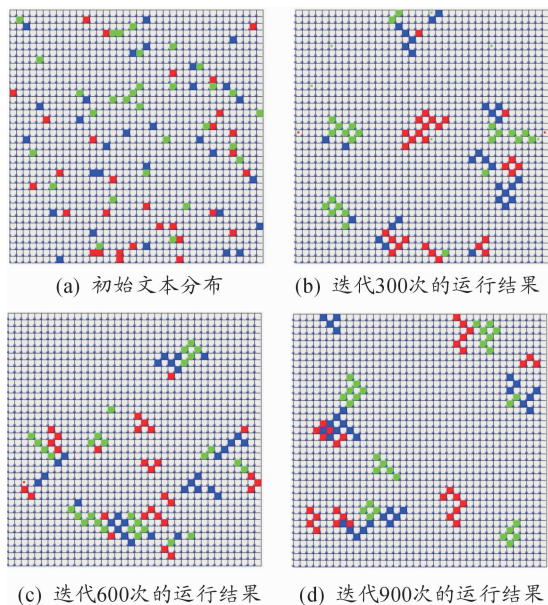 (a) 初始文本分布
(b) 迭代300次的运行结果
(c) 迭代600次的运行结果
(d) 迭代900次的运行结果